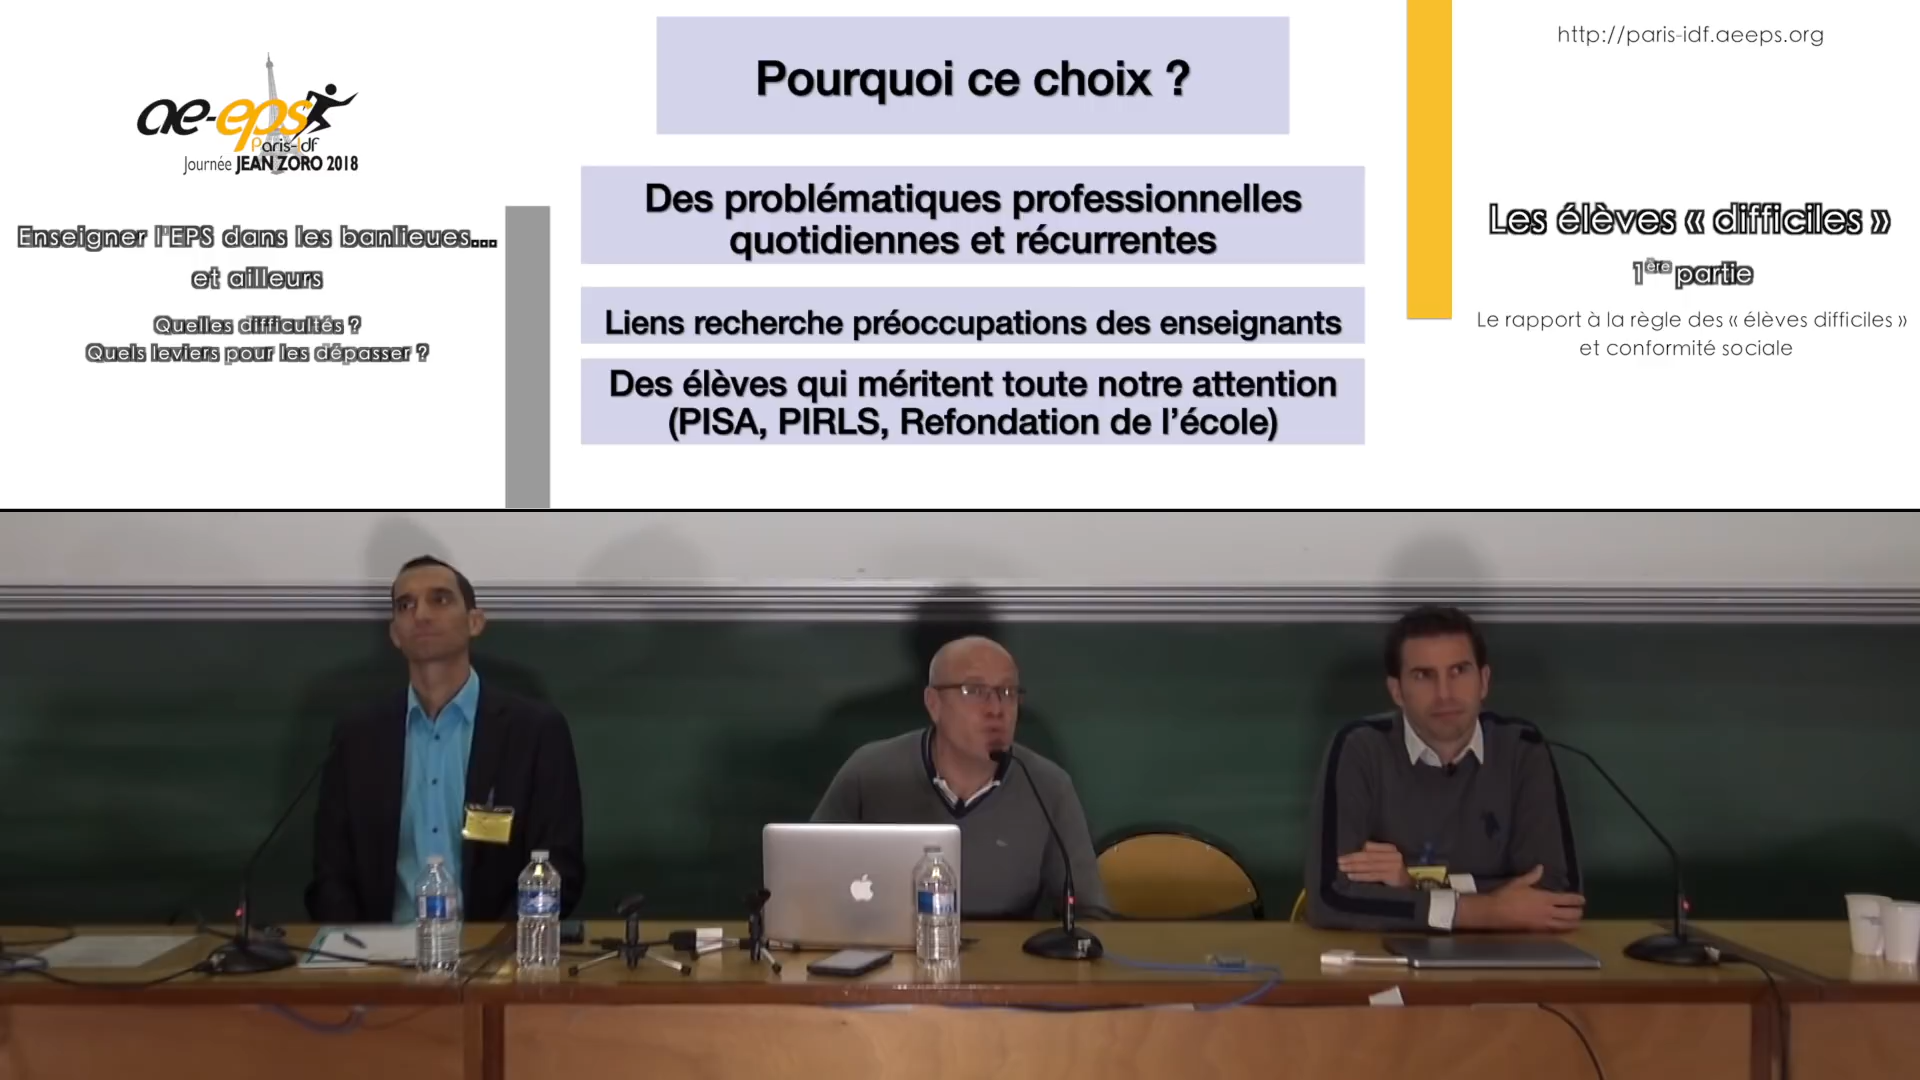 ae-eps
Paris-Idf
Journée JEAN ZORO 2018
Enseigner l'EPS dans les banlieues...
et ailleurs
Quelles difficultés ?
Quels leviers pour les dépasser ?
Pourquoi ce choix ?
Des problématiques professionnelles
quotidiennes et récurrentes
Liens recherche préoccupations des enseignants
Des élèves qui méritent toute notre attention
(PISA, PIRLS, Refondation de l'école)
http://paris-idf.aeeps.org
Les élèves « difficiles »
1ère partie
Le rapport à la règle des « élèves difficiles »
et conformité sociale